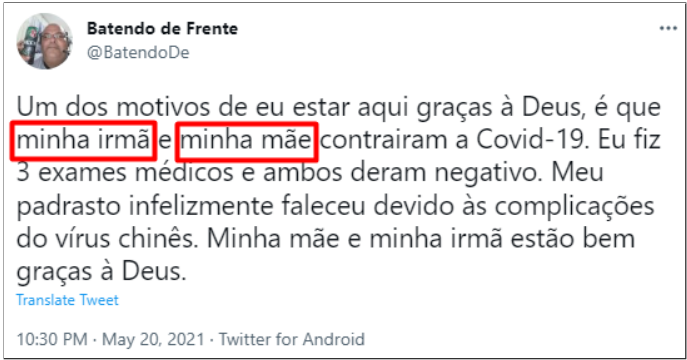 Batendo de Frente
@BatendoDe
Um dos motivos de eu estar aqui graças à Deus, é que
minha irmã e minha mãe contrairam a Covid-19. Eu fiz
3 exames médicos e ambos deram negativo. Meu
padrasto infelizmente faleceu devido às complicações
do vírus chinês. Minha mãe e minha irmã estão bem
graças à Deus.
Translate Tweet
10:30 PM · May 20, 2021 · Twitter for Android